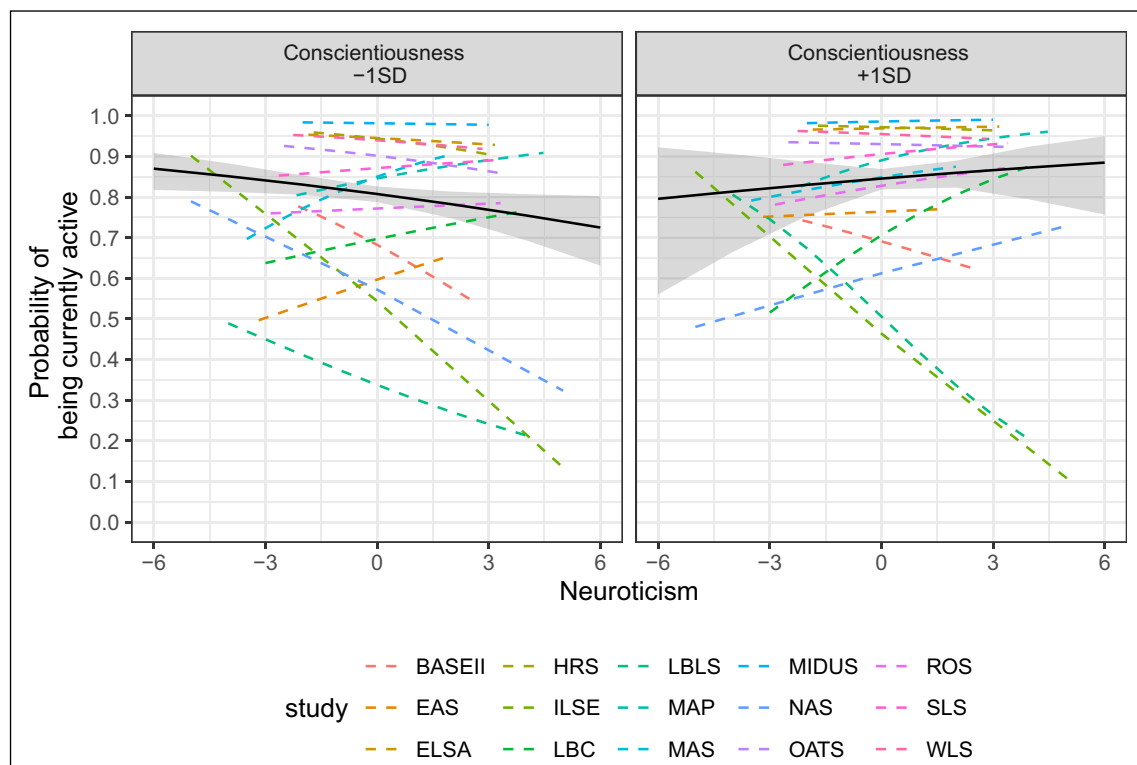 Conscientiousness
−1SD
Conscientiousness
+1SD
Probability of
being currently active
1.0
0.9
0.8
0.7
0.6
0.5
0.4
0.3
0.2
0.1
0.0
−6 −3 0 3 6
−6 −3 0 3 6
Neuroticism
study
BASEII HRS LBLS MIDUS ROS
EAS ILSE MAP NAS SLS
ELSA LBC MAS OATS WLS